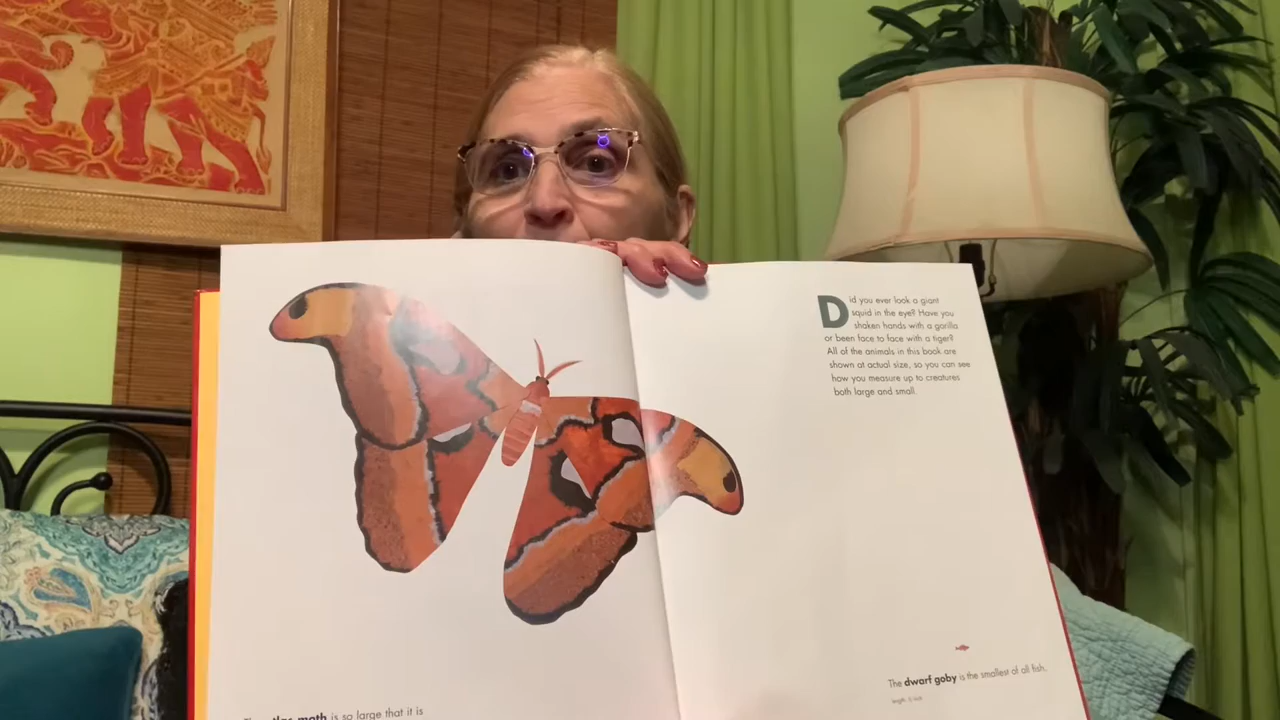 Did you ever look a giant
squid in the eye? Have you
shaken hands with a gorilla
or been face to face with a tiger?
All of the animals in this book are
shown at actual size, so you can see
how you measure up to creatures
both large and small.
The dwarf goby is the smallest of all fish.
atlas moth is so large that it is